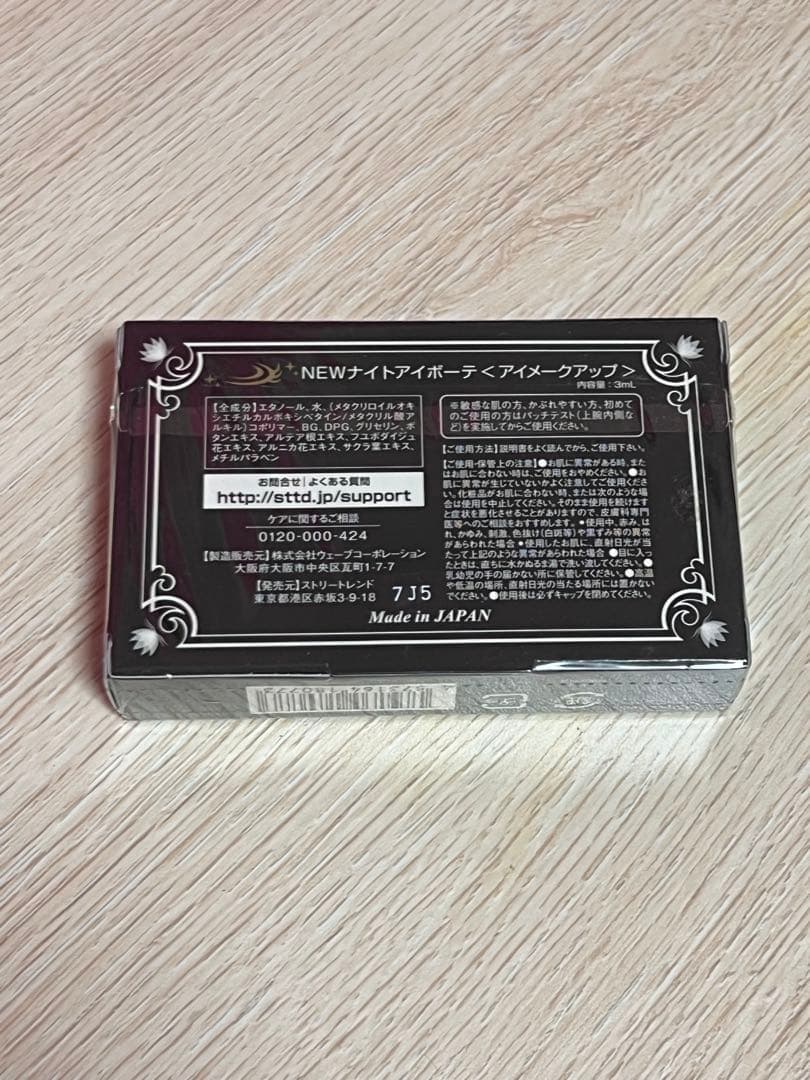 NEWナイトアイボーテ＜アイメークアップ＞
内容量：3mL
【全成分】エタノール、水、(メタクリロイルオキ
シエチルカルボキシベタイン/メタクリル酸ア
ルキル)コポリマー、BG、DPG、グリセリン、ボ
タンエキス、アルテア根エキス、フユボダイジュ
花エキス、アルニカ花エキス、サクラ葉エキス、
メチルパラベン
お問合せ|よくある質問
http://sttd.jp/support
ケアに関するご相談
0120-000-424
【製造販売元】株式会社ウェーブコーポレーション
大阪府大阪市中央区瓦町1-7-7
【発売元】ストリートレンド
東京都港区赤坂3-9-18
7J5
※敏感な肌の方、かぶれやすい方、初めて
のご使用の方はパッチテスト(上腕内側など
を)実施してからご使用ください。
【ご使用方法】説明書をよく読んでから、ご使用下さい。
【ご使用・保管上の注意】●お肌に異常がある時、また
はお肌に合わない時は、ご使用をおやめください。●お
肌に異常が生じていないかよく注意してご使用くださ
い。化粧品がお肌に合わない時、または次のような場合
は使用を中止してください。そのまま使用を続けます
と症状を悪化させることがありますので、皮膚科専門
医等へのご相談をおすすめします。●使用中、赤み、は
れ、かゆみ、刺激、色抜け(白斑等)や黒ずみ等の異常
があらわれた場合 ●使用したお肌に、直射日光が当
たって上記のような異常があらわれた場合 ●目に入っ
たときは、直ちに水かぬるま湯で洗い流してください。●
乳幼児の手の届かない所に保管してください。●高温
や低温の場所、直射日光の当たる場所には置かない
でください。●使用後は必ずキャップを閉めてください。
Made in JAPAN